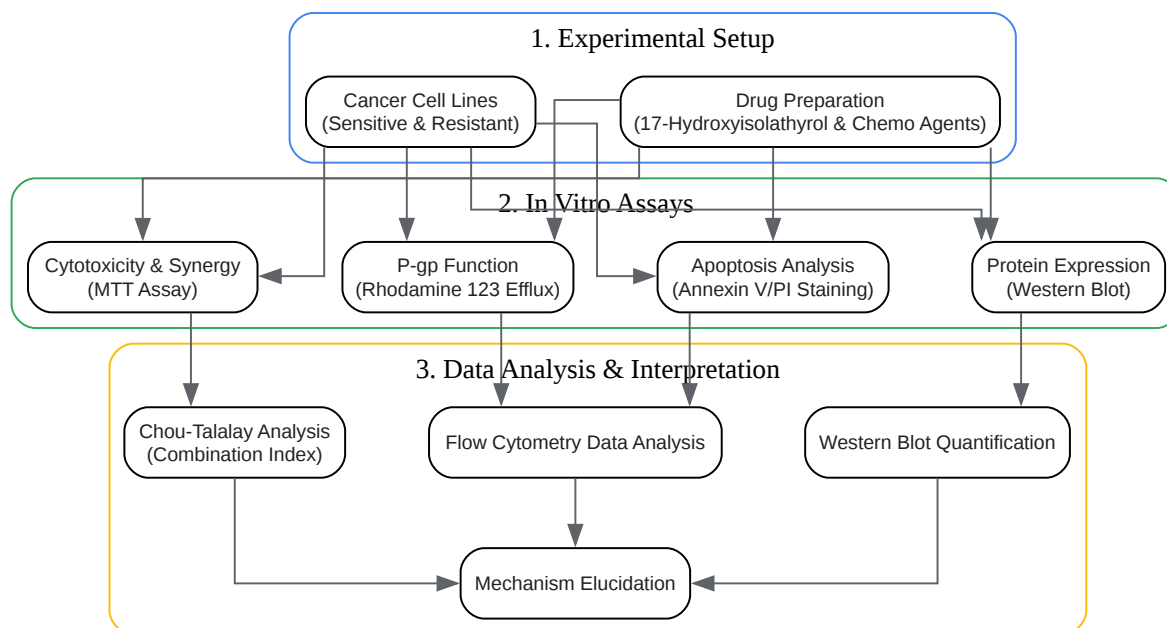 1. Experimental Setup
Cancer Cell Lines
(Sensitive & Resistant)
Drug Preparation
(17-Hydroxyisolathyrol & Chemo Agents)
2. In Vitro Assays
Cytotoxicity & Synergy
(MTT Assay)
P-gp Function
(Rhodamine 123 Efflux)
Apoptosis Analysis
(Annexin V/PI Staining)
Protein Expression
(Western Blot)
3. Data Analysis & Interpretation
Chou-Talalay Analysis
(Combination Index)
Flow Cytometry Data Analysis
Western Blot Quantification
Mechanism Elucidation